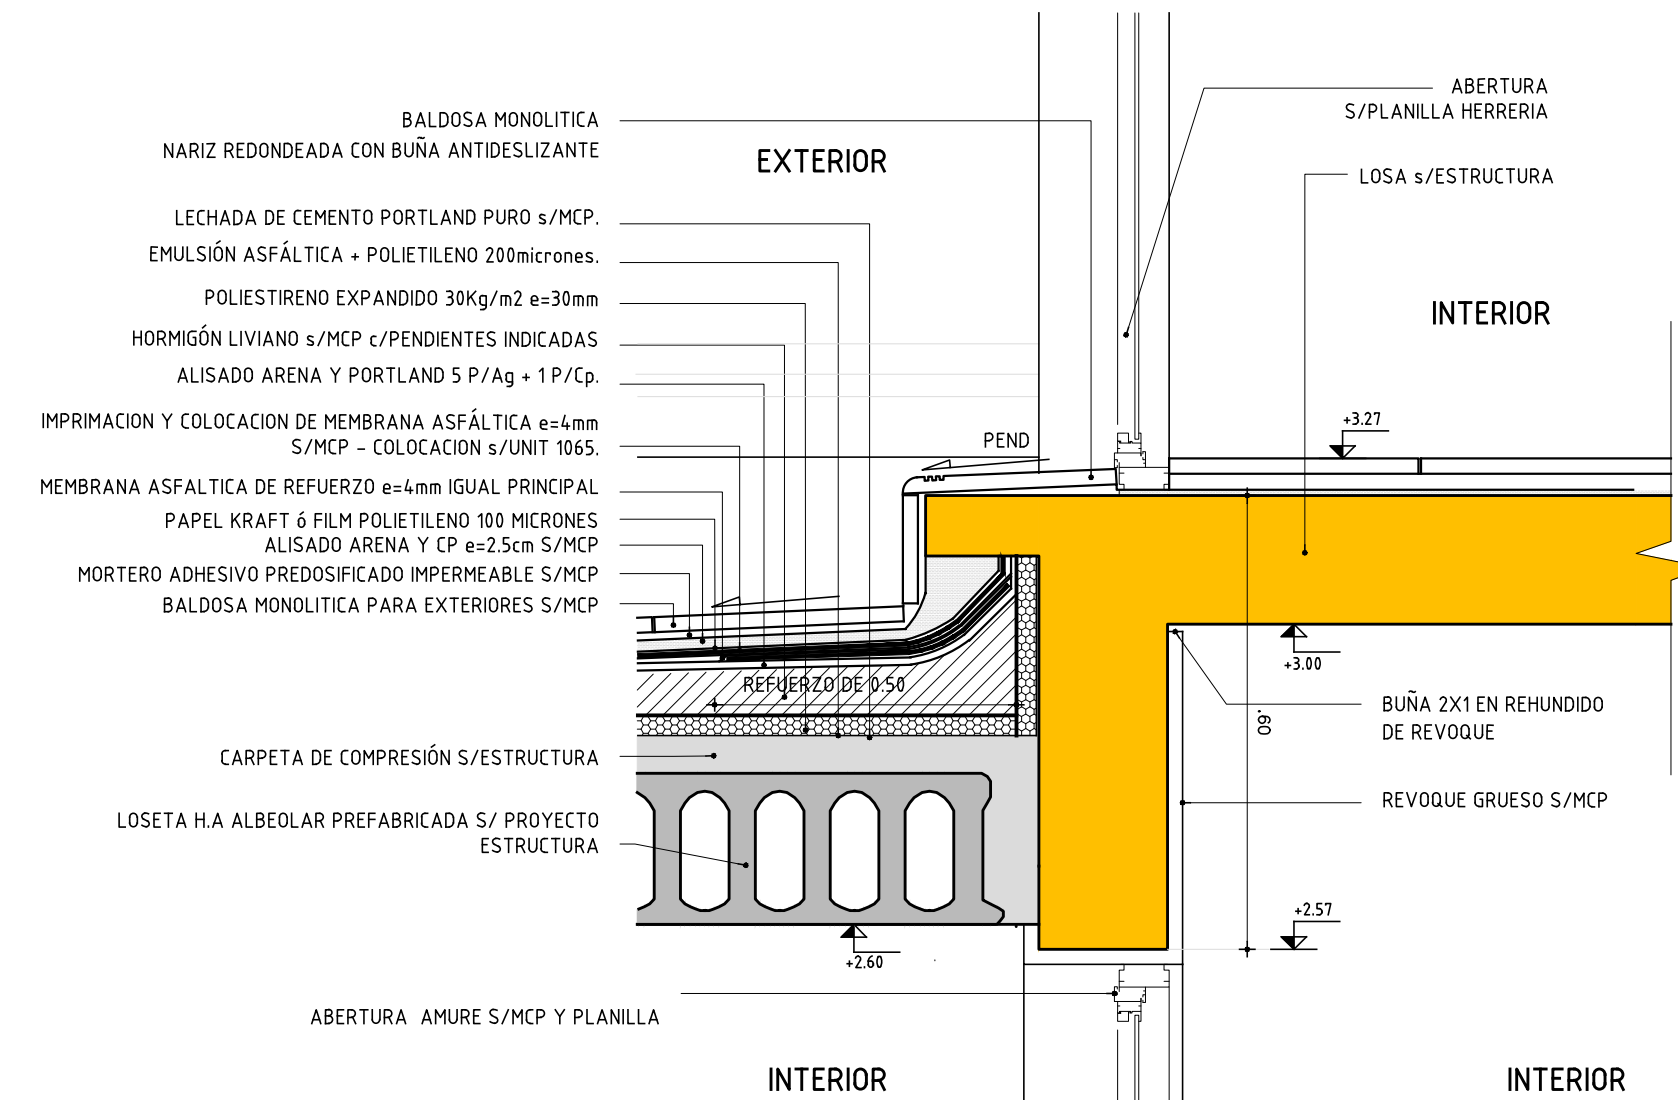 BALDOSA MONOLITICA
NARIZ REDONDEADA CON BUÑA ANTIDESLIZANTE
EXTERIOR
LECHADA DE CEMENTO PORTLAND PURO s/MCP.
EMULSIÓN ASFÁLTICA + POLIETILENO 200micrones.
POLIESTIRENO EXPANDIDO 30Kg/m2 e=30mm
HORMIGÓN LIVIANO s/MCP c/PENDIENTES INDICADAS
ALISADO ARENA Y PORTLAND 5 P/Ag + 1 P/Cp.
IMPRIMACION Y COLOCACION DE MEMBRANA ASFÁLTICA e=4mm
S/MCP - COLOCACION s/UNIT 1065.
MEMBRANA ASFALTICA DE REFUERZO e=4mm IGUAL PRINCIPAL
PAPEL KRAFT ó FILM POLIETILENO 100 MICRONES
ALISADO ARENA Y CP e=2.5cm S/MCP
MORTERO ADHESIVO PREDOSIFICADO IMPERMEABLE S/MCP
BALDOSA MONOLITICA PARA EXTERIORES S/MCP
PEND
REFUERZO DE 0.50
CARPETA DE COMPRESIÓN S/ESTRUCTURA
LOSETA H.A ALBEOLAR PREFABRICADA S/ PROYECTO
ESTRUCTURA
+2.60
ABERTURA AMURE S/MCP Y PLANILLA
INTERIOR
ABERTURA
S/PLANILLA HERRERIA
LOSA s/ESTRUCTURA
INTERIOR
+3.27
+3.00
.60
BUÑA 2X1 EN REHUNDIDO
DE REVOQUE
REVOQUE GRUESO S/MCP
+2.57
INTERIOR